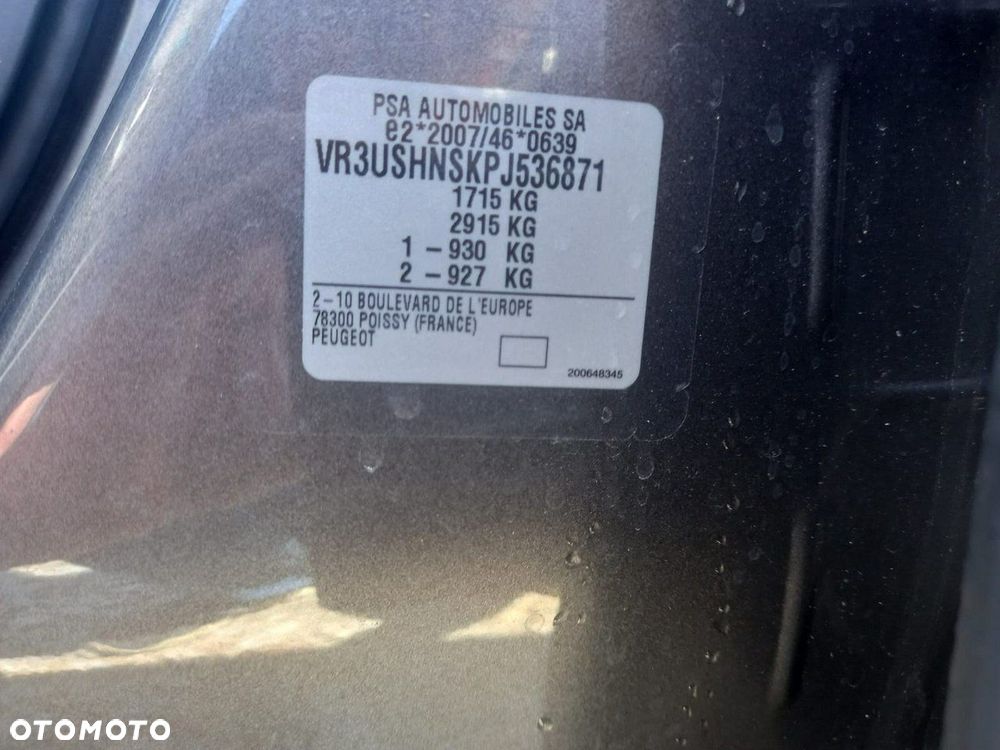 PSA AUTOMOBILES SA
e2*2007/46*0639
VR3USHNSKPJ536871
1715 KG
2915 KG
1 – 930 KG
2 – 927 KG
2–10 BOULEVARD DE L'EUROPE
78300 POISSY (FRANCE)
PEUGEOT
200648345
OTOMOTO